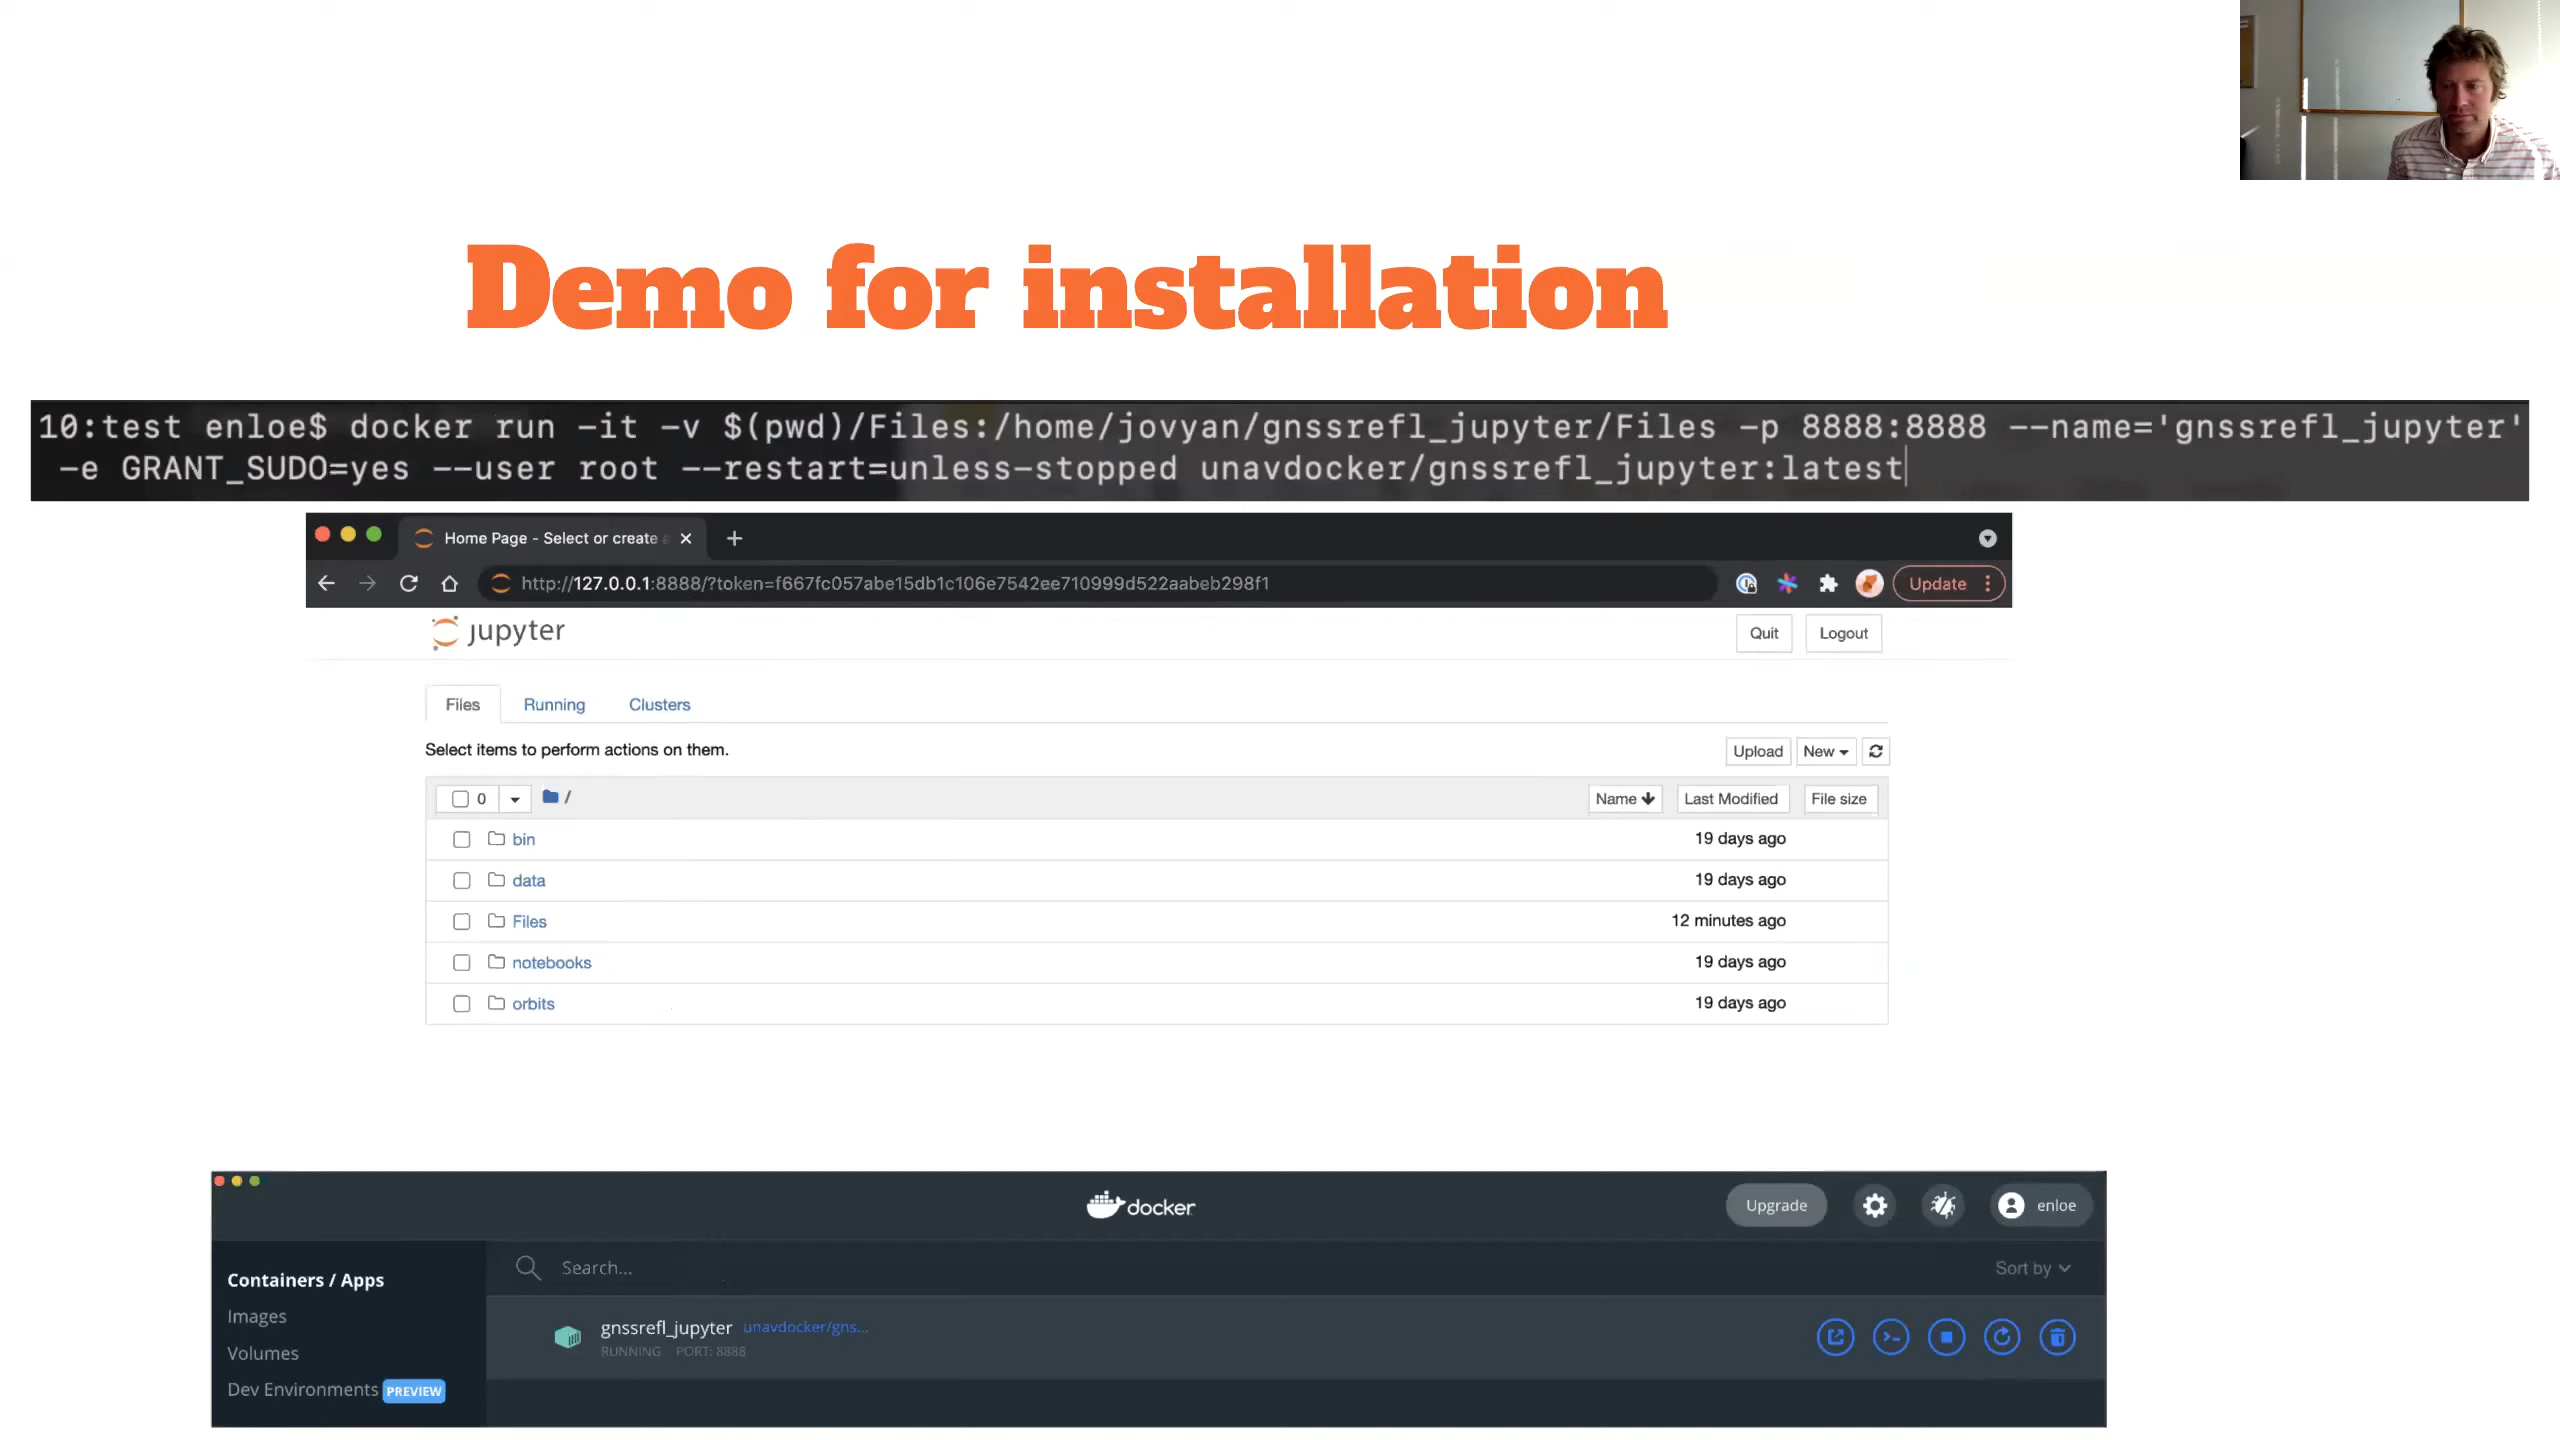 Demo for installation
10:test enloe$ docker run -it -v $(pwd)/Files:/home/jovyan/gnssrefl_jupyter/Files -p 8888:8888 --name='gnssrefl_jupyter'
-e GRANT_SUDO=yes --user root --restart=unless-stopped unavdocker/gnssrefl_jupyter:latest
Home Page - Select or create
http://127.0.0.1:8888/?token=f667fc057abe15db1c106e7542ee710999d522aabeb298f1
Update
jupyter
Quit Logout
Files Running Clusters
Select items to perform actions on them.
Upload New
0 / Name Last Modified File size
bin 19 days ago
data 19 days ago
Files 12 minutes ago
notebooks 19 days ago
orbits 19 days ago
docker
Upgrade enloe
Search... Sort by
Containers / Apps
Images
Volumes
Dev Environments PREVIEW
gnssrefl_jupyter unavdocker/gns...
RUNNING PORT: 8888